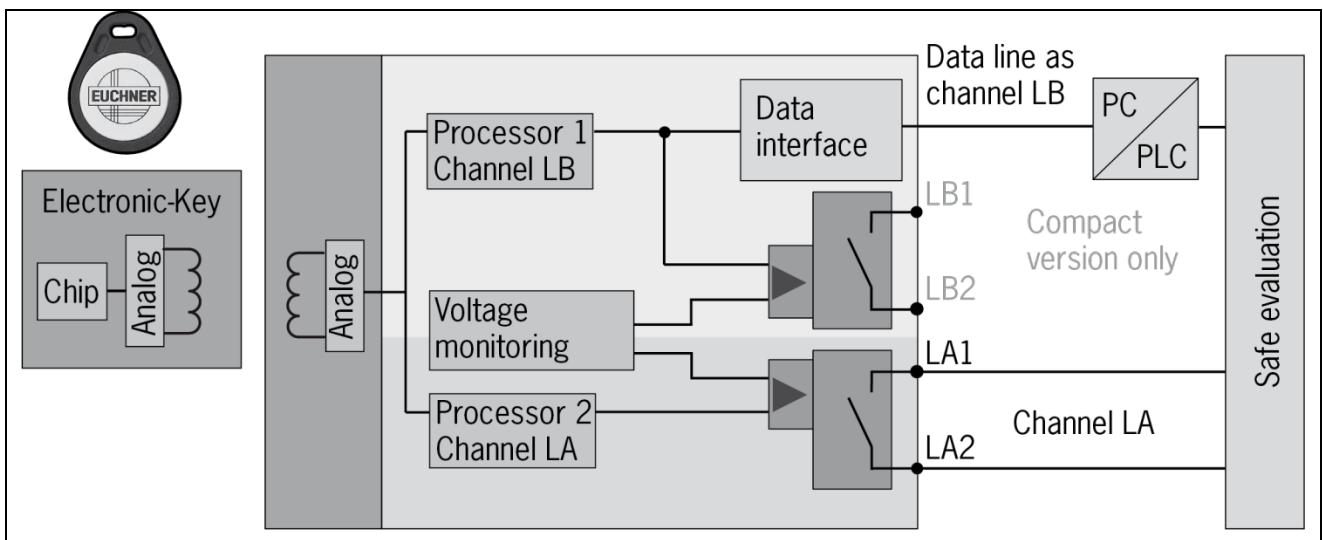 EUCHNER
Electronic-Key
Chip
Analog
Analog
Processor 1
Channel LB
Voltage
monitoring
Processor 2
Channel LA
Data
interface
Data line as
channel LB
PC
PLC
LB1
LB2
Compact
version only
LA1
Channel LA
LA2
Safe evaluation